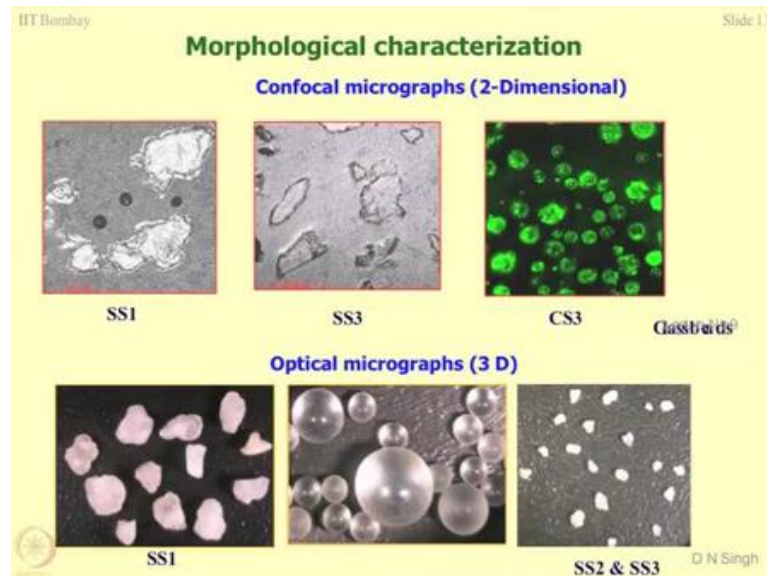 IIT Bombay
Slide 1
Morphological characterization
Confocal micrographs (2-Dimensional)
SS1
SS3
CS3
Optical micrographs (3 D)
SS1
SS2 & SS3
D N Singh